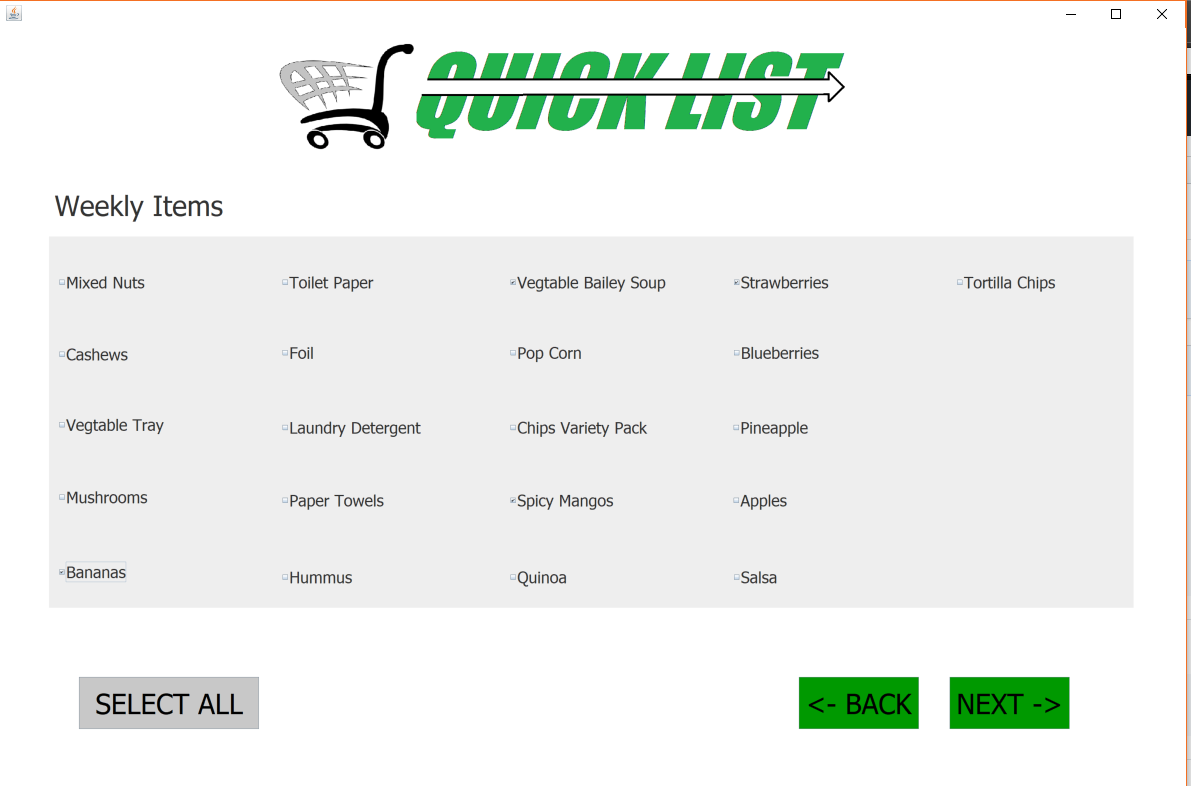 QUICK LIST
Weekly Items
Mixed Nuts Toilet Paper Vegtable Bailey Soup Strawberries Tortilla Chips
Cashews Foil Pop Corn Blueberries
Vegtable Tray Laundry Detergent Chips Variety Pack Pineapple
Mushrooms Paper Towels Spicy Mangos Apples
Bananas Hummus Quinoa Salsa
SELECT ALL <- BACK NEXT ->